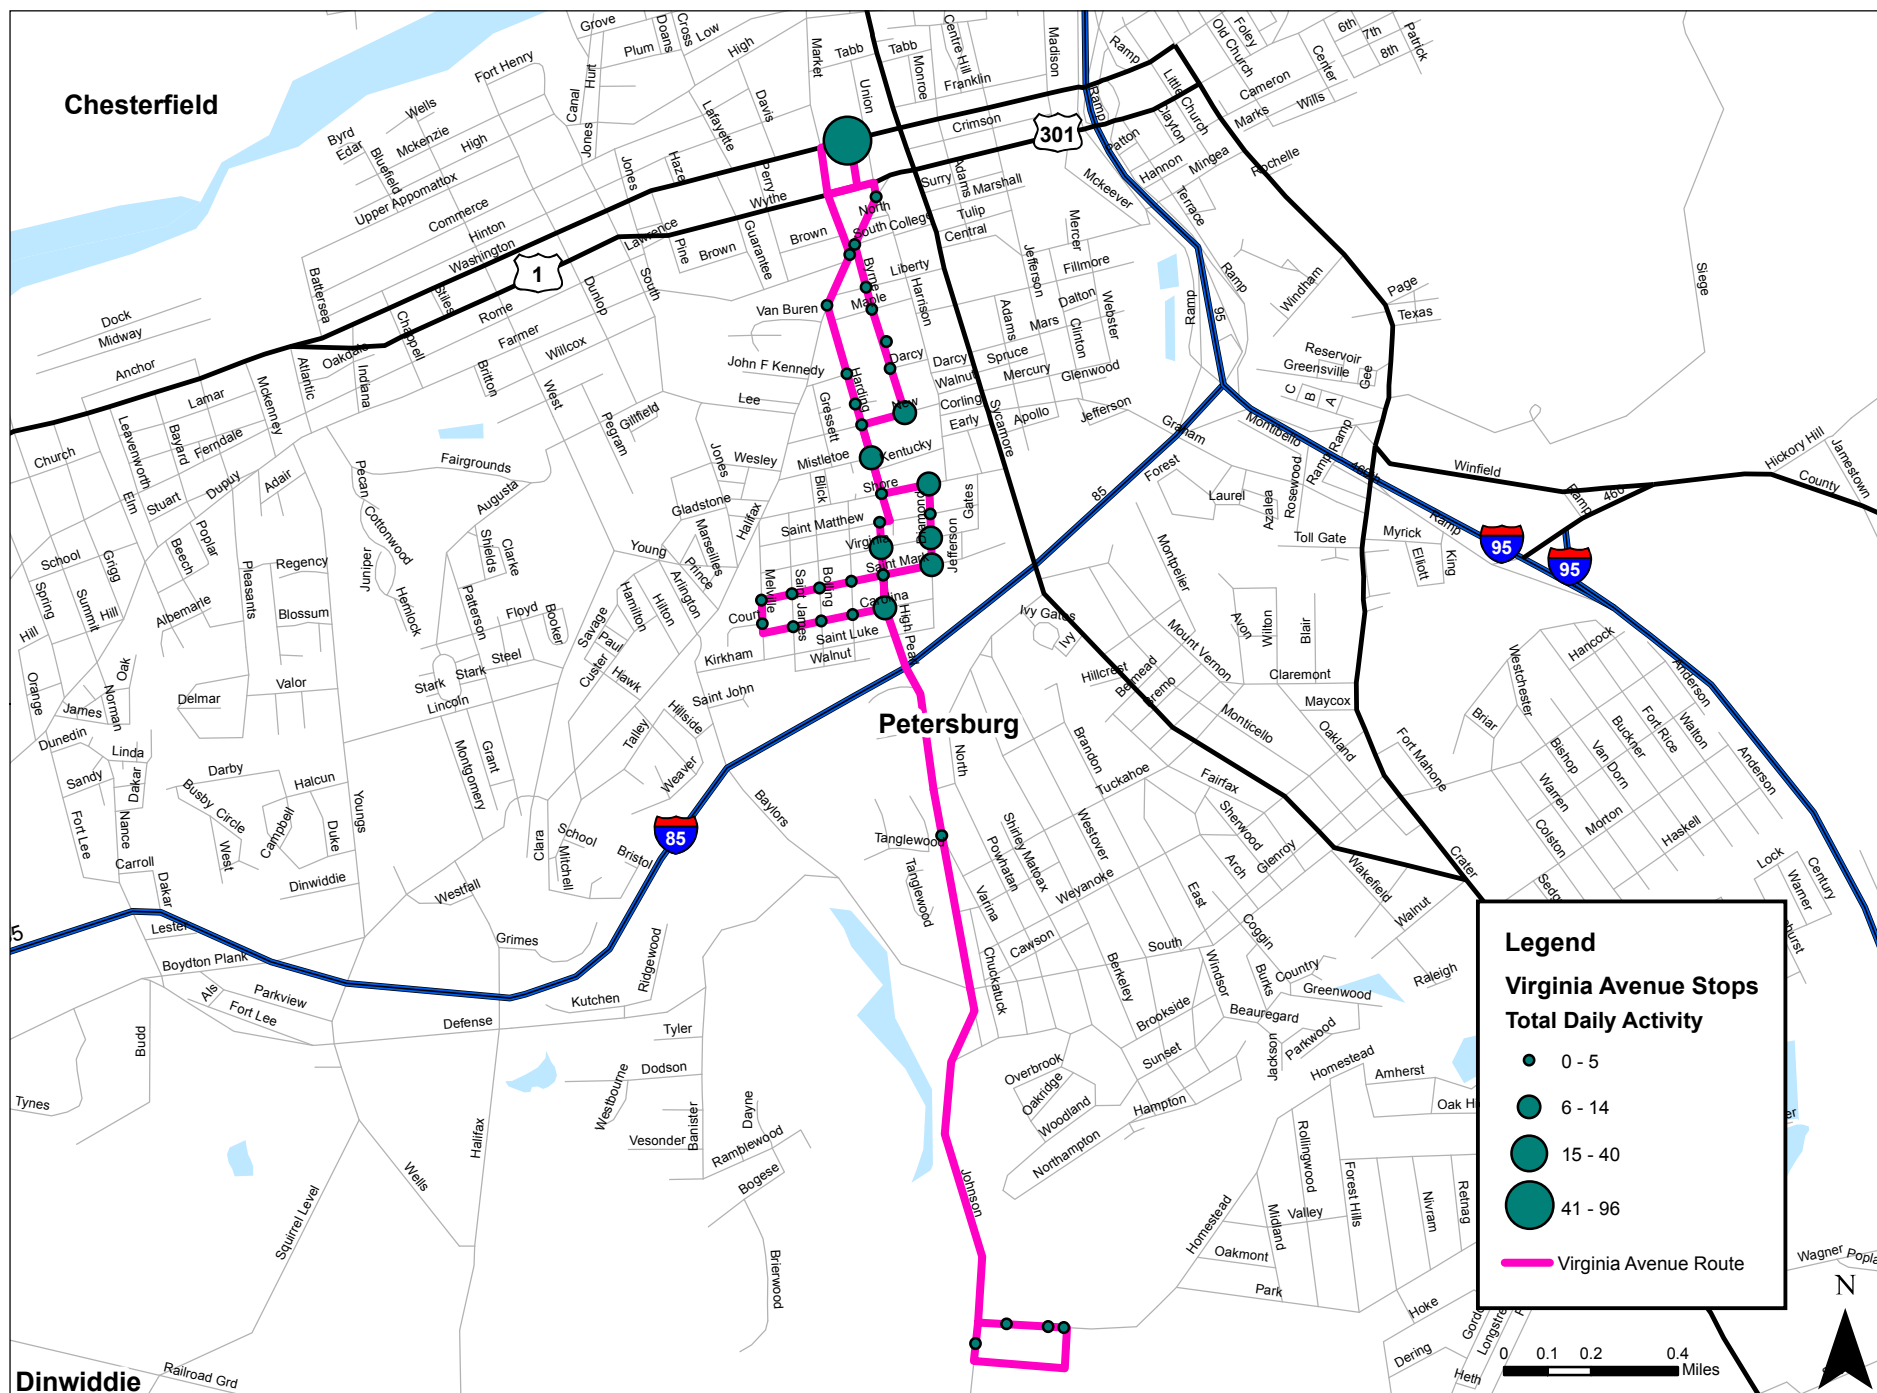 Chesterfield
Petersburg
Dinwiddie
Grove
Doans
Cross
Low
High
Plum
Hurt
Fort Henry
Canal
Jones
Wells
Byrd
Edar
Mckenzie
High
Bluefield
Upper Appomattox
Commerce
Hinton
Washington
Lafayette
Davis
Market
Tabb
Union
Tabb
Monroe
Centre Hill
Franklin
Madison
Crimson
301
Ramp
Ramp
Little Church
Clayton
Patton
Hannon
Mingea
Rochelle
Terrace
Mckeever
Old Church
Foley
Cameron
Center
6th
7th
8th
Patrick
Marks
Wills
Siege
Jones
Haze
Perry
Wythe
Lawrence
Pine
Brown
Guarantee
Brown
North
South College
Surry
Adams
Marshall
Tulip
Central
Mercer
Jefferson
Fillmore
Liberty
Harrison
Byrne
Maple
Van Buren
Adams
Mars
Dalton
Clinton
Webster
Ramp
Ramp
95
Windham
Page
Texas
1
Battersea
Stiles
Rome
Dunlop
South
Chappell
Farmer
Willcox
Oakdale
Atlantic
Indiana
Britton
West
Pegram
Giltfield
Dock
Midway
Anchor
Lamar
Mckenney
Leavenworth
Bayard
Ferndale
Church
Elm
Stuart
Dupuy
Adair
Fairgrounds
Augusta
Pecan
Cottonwood
Juniper
Hemlock
John F Kennedy
Lee
Gressett
Harding
Darcy
Darcy
Walnut
Spruce
Mercury
Glenwood
Corling
Early
Apollo
Jefferson
Sycamore
New
Kentucky
Mistletoe
Wesley
Jones
Gladstone
Blick
Shore
Halifax
Saint Matthew
Gates
Jefferson
Virginia
Saint Mark
Marseilles
Young
Prince
Arlington
Hilton
Hamilton
Melville
Saint James
Bolling
Carolina
Court
Saint Luke
Kirkham
Walnut
High Pearl
Graham
Forest
85
Montibello
Laurel
Azalea
Rosewood
Ramp
Ramp
Reservoir
Greensville
Gee
C
B
A
Winfield
Ramp
460
Hickory Hill
Jamestown
County
Ramp
Toll Gate
Myrick
Elliott
King
95
95
School
Grigg
Spring
Summit
Hill
Hill
Beech
Poplar
Albemarle
Pleasants
Regency
Blossum
Valor
Delmar
Oak
Norman
James
Orange
Dunedin
Linda
Sandy
Dakar
Darby
Busby Circle
Halcun
Campbell
Duke
West
Fort Lee
Nance
Carroll
Dakar
Dinwiddie
Youngs
Shields
Clarke
Patterson
Floyd
Booker
Steel
Stark
Stark
Lincoln
Montgomery
Grant
Savage
Paul
Custer
Hawk
Talley
Hillside
Saint John
Weaver
85
Clara
School
Mitchell
Bristol
Baylors
Westfall
Grimes
Ridgewood
Kutchen
Lester
Boydton Plank
Als
Parkview
Fort Lee
Defense
Budd
Tynes
Halifax
Wells
Squirrel Level
Railroad Grd
Tyler
Dodson
Westbourne
Vesonder
Banister
Dayne
Ramblewood
Bogese
Brierwood
Ivy Gates
Ivy
Montpelier
Mount Vernon
Hillcrest
Belmead
Bremo
Monticello
Avon
Wilton
Blair
Claremont
Maycox
Oakland
Fort Mahone
Brandon
Tuckahoe
Fairfax
Sherwood
Glenroy
Arch
North
Tanglewood
Tanglewood
Shirley
Matoax
Powhatan
Varina
Westover
Weyanoke
Cawson
Chuckatuck
Berkeley
East
South
Windsor
Coggin
Burks
Country
Greenwood
Beauregard
Brookside
Jackson
Parkwood
Wakefield
Walnut
Raleigh
Crater
Westchester
Hancock
Briar
Bishop
Buckner
Van Dorn
Fort Rice
Walton
Anderson
Anderson
Warren
Colston
Morton
Haskell
Lock
Warner
Century
Overbrook
Oakridge
Woodland
Sunset
Hampton
Northampton
Johnson
Homestead
Amherst
Rollingwood
Forest Hills
Nivram
Retnag
Homestead
Midland
Valley
Oakmont
Park
Hoke
Dering
Heth
Wagner
Legend
Virginia Avenue Stops
Total Daily Activity
0 - 5
6 - 14
15 - 40
41 - 96
Virginia Avenue Route
N
0 0.1 0.2 0.4
Miles